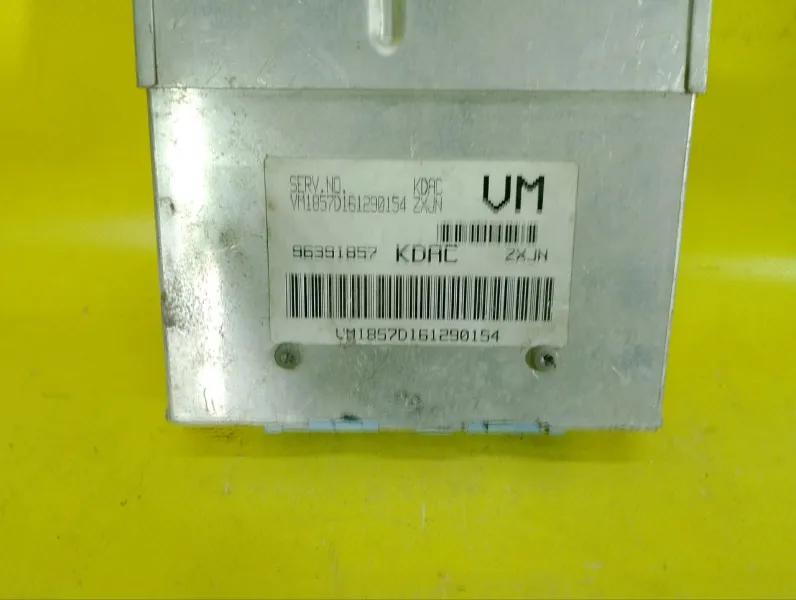 SERV.NO. KDAC
VM1857D161290154 ZXJN
VM
96391857 KDAC ZXJN
VM1857D161290154